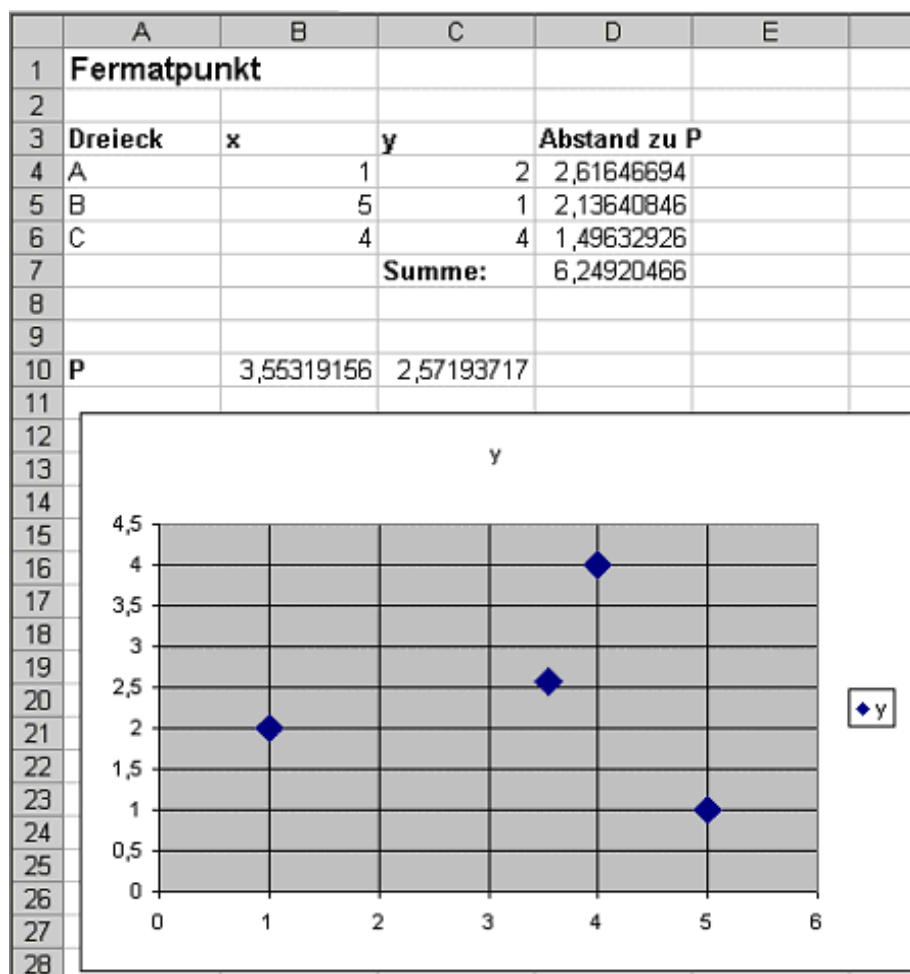 A B C D E
1 Fermatpunkt
2
3 Dreieck x y Abstand zu P
4 A 1 2 2,61646694
5 B 5 1 2,13640846
6 C 4 4 1,49632926
7 Summe: 6,24920466
8
9
10 P 3,55319156 2,57193717
11
12
13
14
15
16
17
18
19
20
21
22
23
24
25
26
27
28
y
4,5
4
3,5
3
2,5
2
1,5
1
0,5
0
0 1 2 3 4 5 6
y